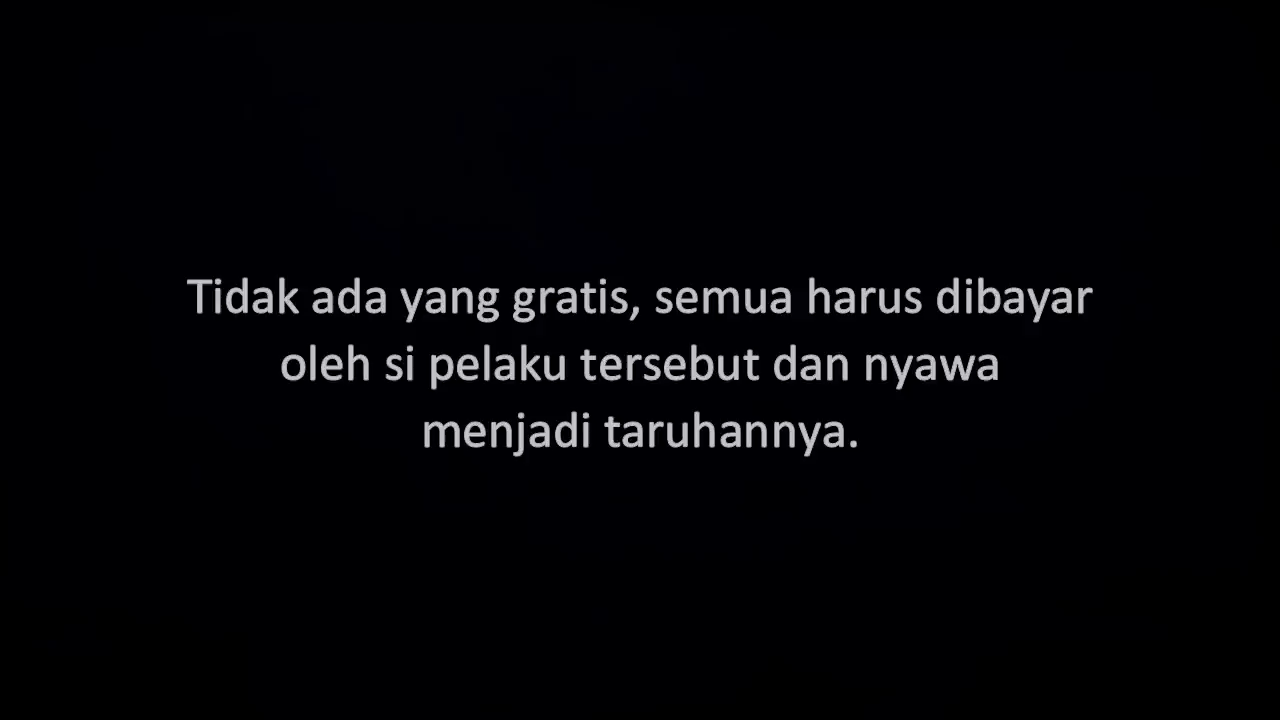 Tidak ada yang gratis, semua harus dibayar
oleh si pelaku tersebut dan nyawa
menjadi taruhannya.